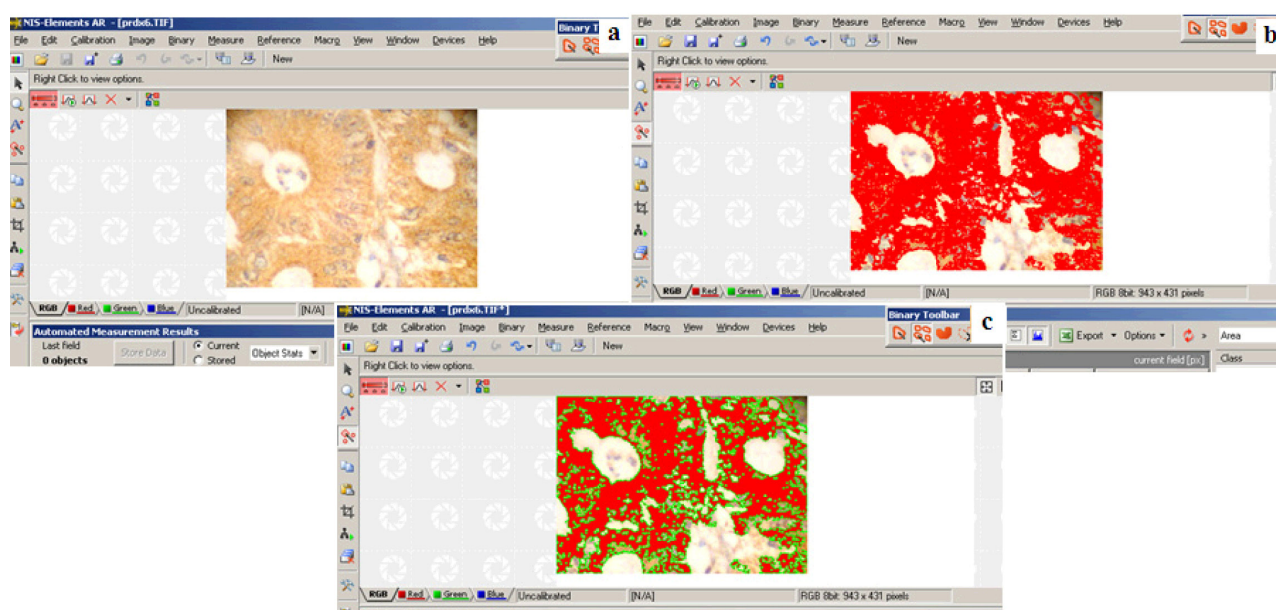 NIS-Elements AR - [prdx6.TIF]
File Edit Calibration Image Binary Measure Reference Macro View Window Devices Help
Binary T
a
New
Right Click to view options.
RGB Red Green Blue Uncalibrated [N/A]
Automated Measurement Results
Last field
0 objects
Store Data
Current
Stored
Object Stats
File Edit Calibration Image Binary Measure Reference Macro View Window Devices Help
b
New
Right Click to view options.
RGB Red Green Blue Uncalibrated [N/A] RGB 8bit: 943 x 431 pixels
Export Options Area
current field [px] Class
NIS-Elements AR - [prdx6.TIF*]
File Edit Calibration Image Binary Measure Reference Macro View Window Devices Help
Binary Toolbar
c
New
Right Click to view options.
RGB Red Green Blue Uncalibrated [N/A] RGB 8bit: 943 x 431 pixels